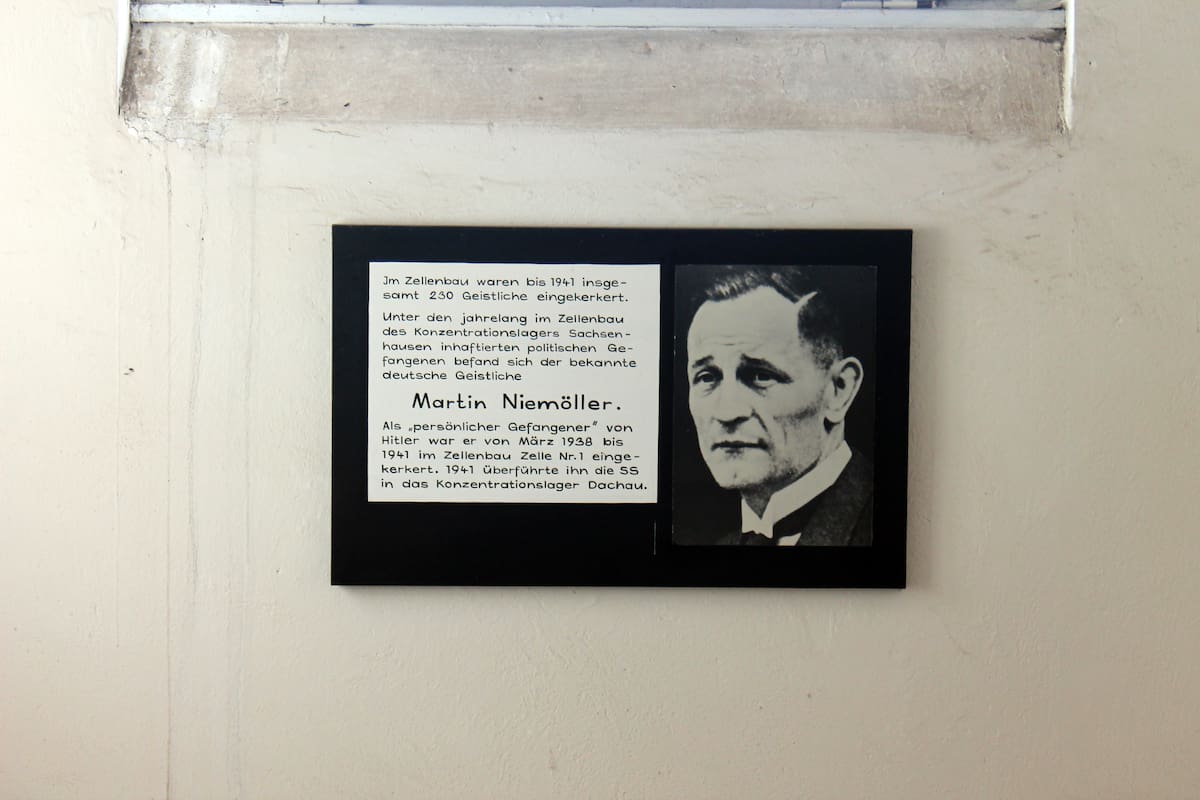 Im Zellenbau waren bis 1941 insge-
samt 230 Geistliche eingekerkert.
Unter den jahrelang im Zellenbau
des Konzentrationslagers Sachsen-
hausen inhaftierten politischen Ge-
fangenen befand sich der bekannte
deutsche Geistliche
Martin Niemöller.
Als „persönlicher Gefangener" von
Hitler war er von März 1938 bis
1941 im Zellenbau Zelle Nr.1 einge-
kerkert. 1941 überführte ihn die SS
in das Konzentrationslager Dachau.